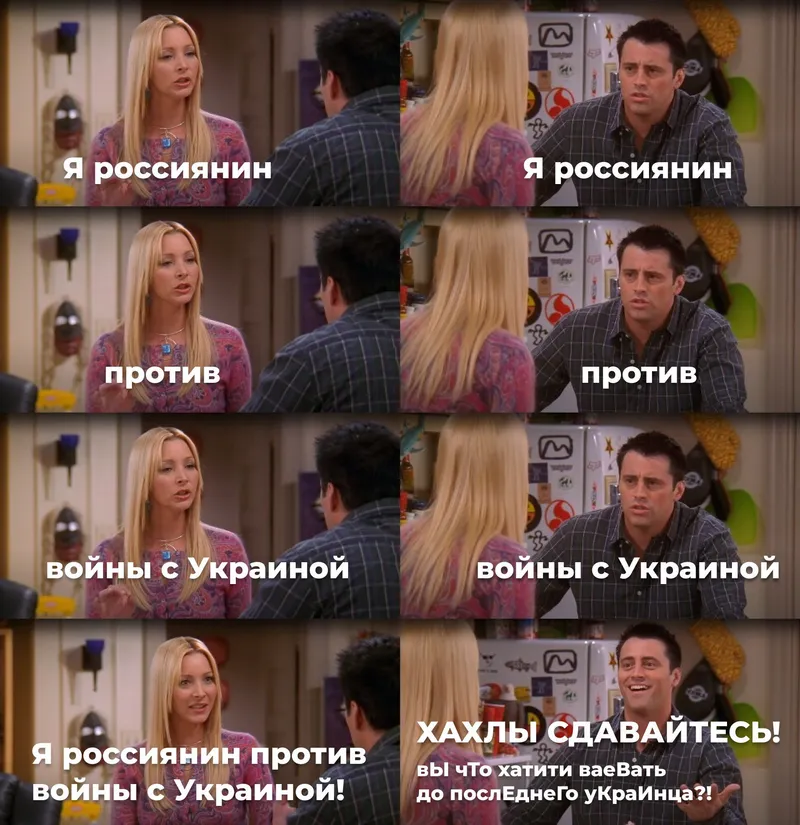 Я россиянин
Я россиянин
против
против
войны с Украиной
войны с Украиной
Я россиянин против
войны с Украиной!
ХАХЛЫ СДАВАЙТЕСЬ!
вЫ чТо хатити ваеВать
до послЕднеГо уКраИнца?!